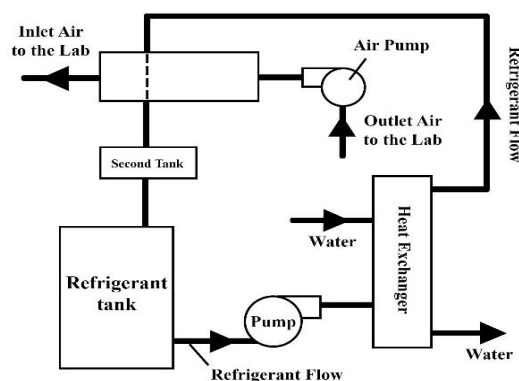 Inlet Air
to the Lab
Air Pump
Outlet Air
to the Lab
Refrigerant Flow
Second Tank
Refrigerant
tank
Water
Heat Exchanger
Pump
Refrigerant Flow
Water